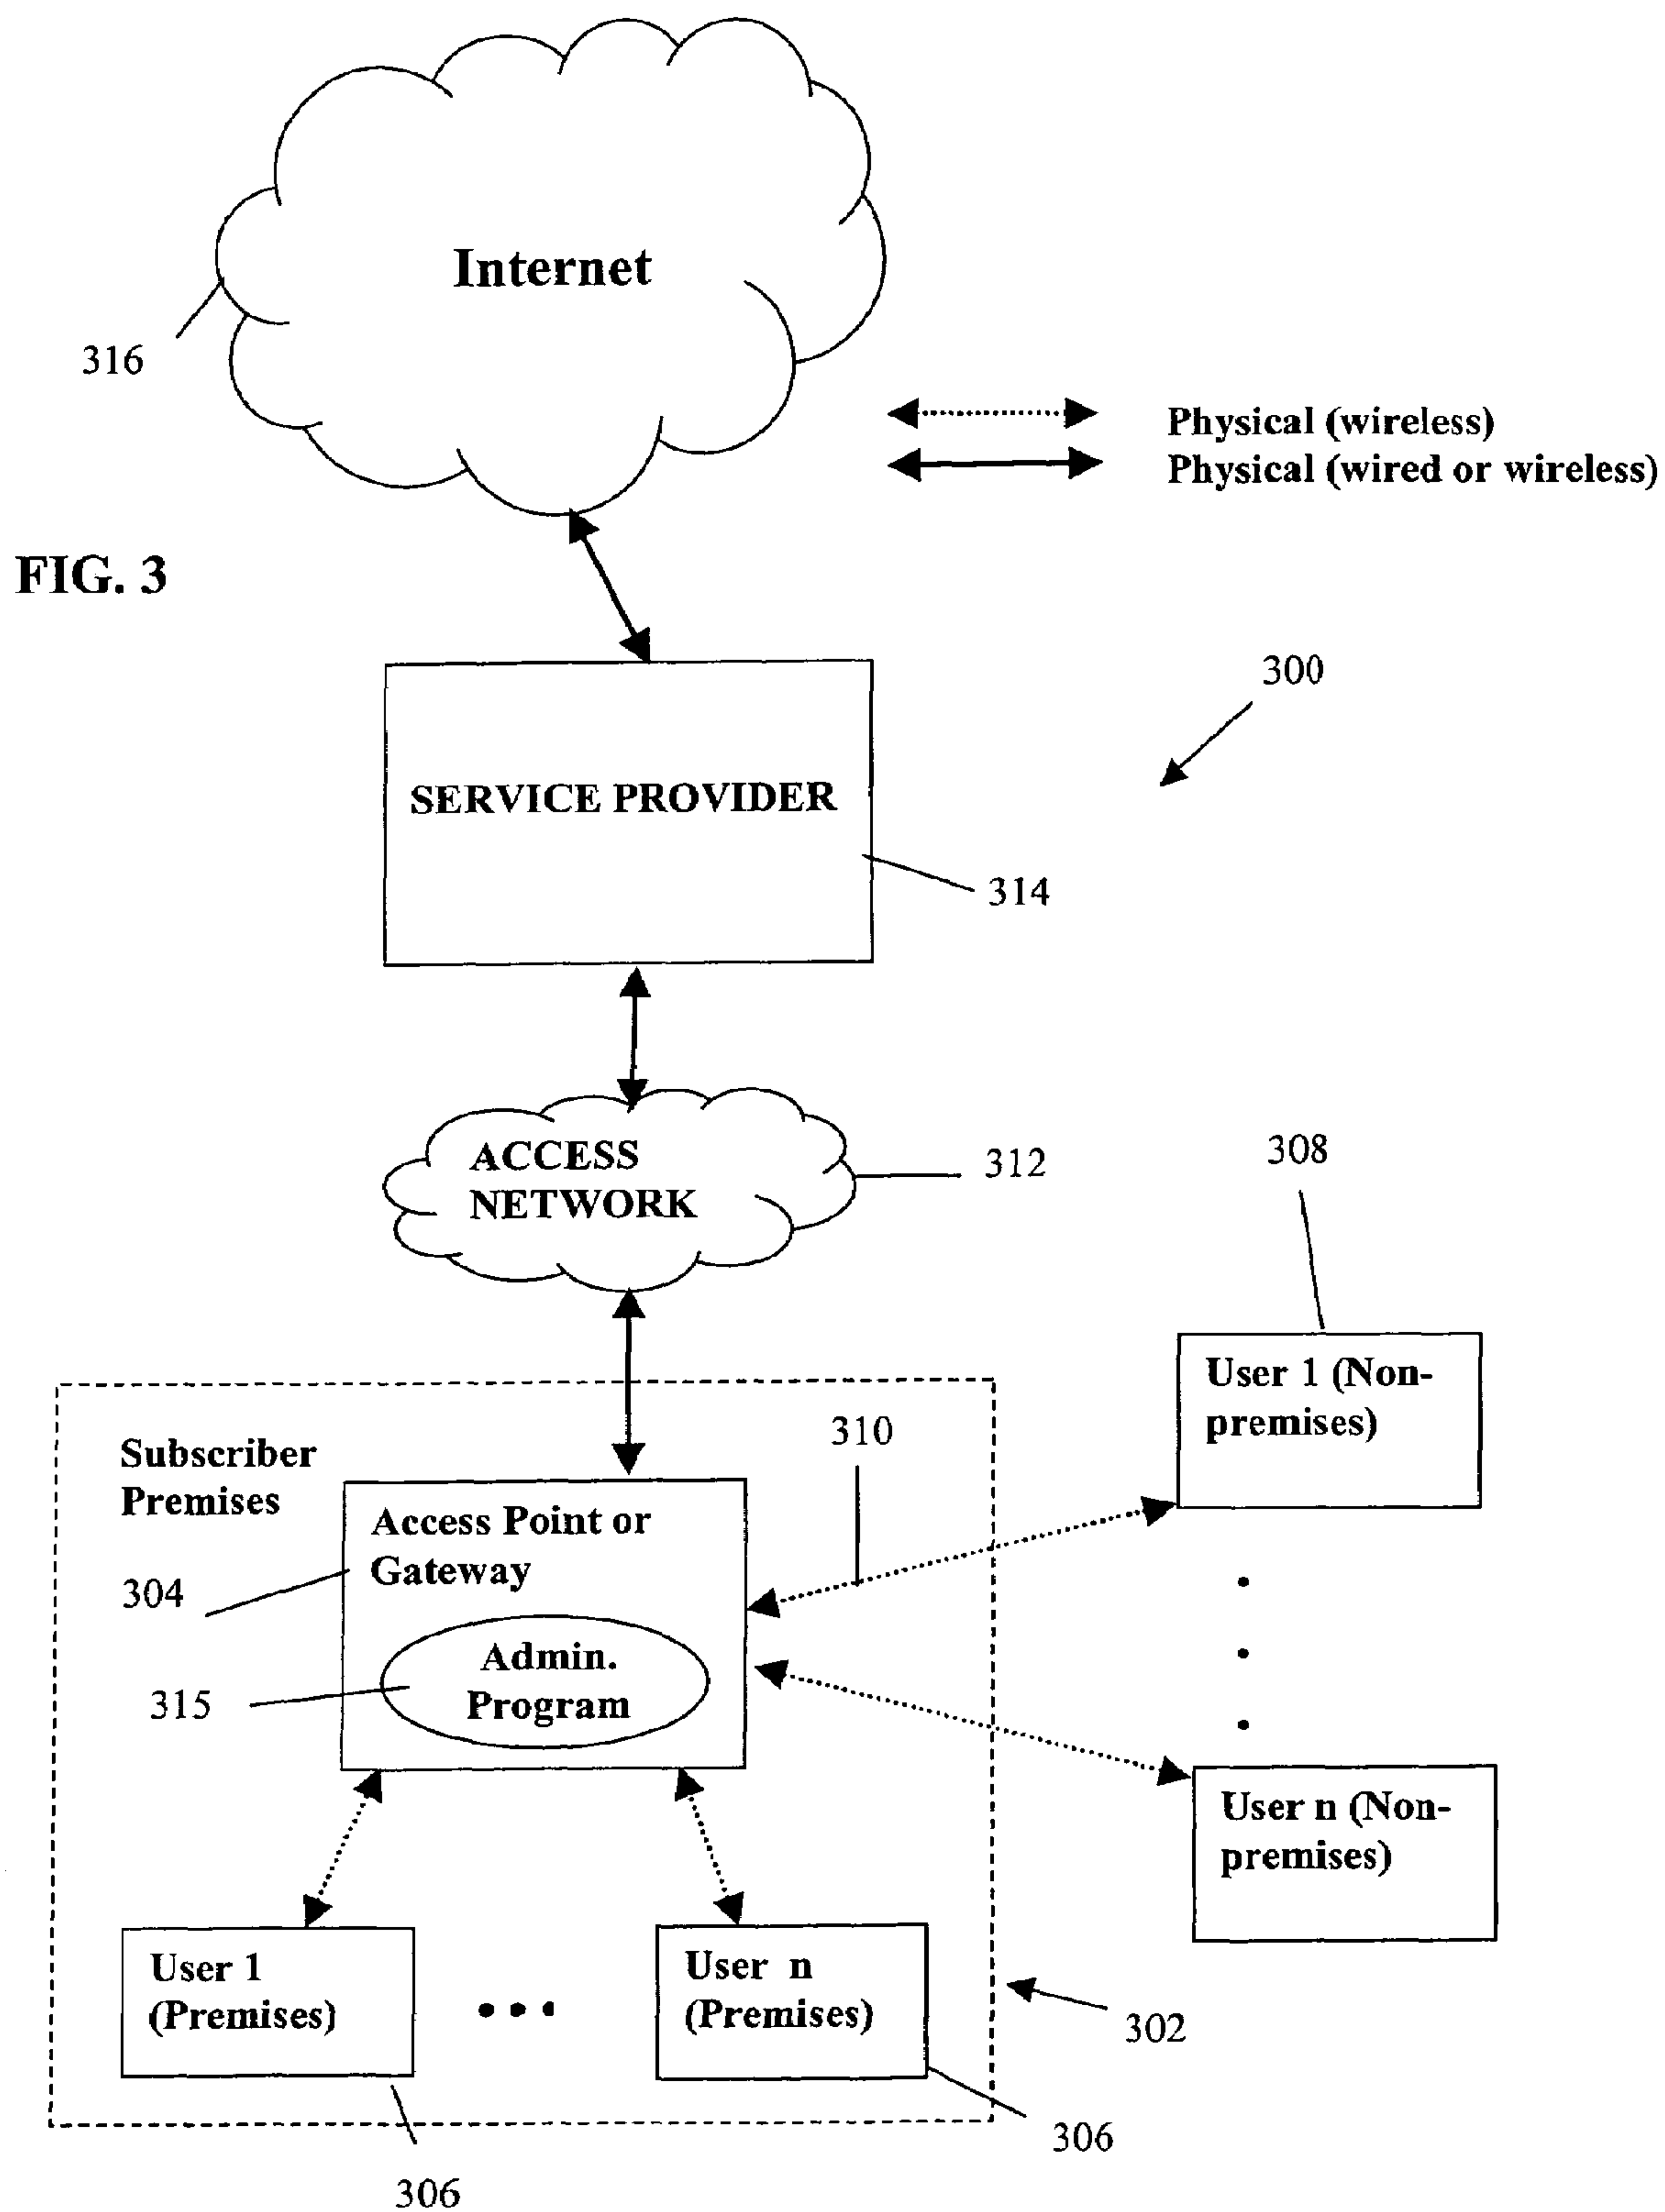 Internet
316
Physical (wireless)
Physical (wired or wireless)
FIG. 3
300
SERVICE PROVIDER
314
ACCESS
NETWORK
312
308
User 1 (Non-
premises)
310
Subscriber
Premises
Access Point or
Gateway
304
Admin.
Program
315
User n (Non-
premises)
User 1
(Premises)
User n
(Premises)
302
306
306